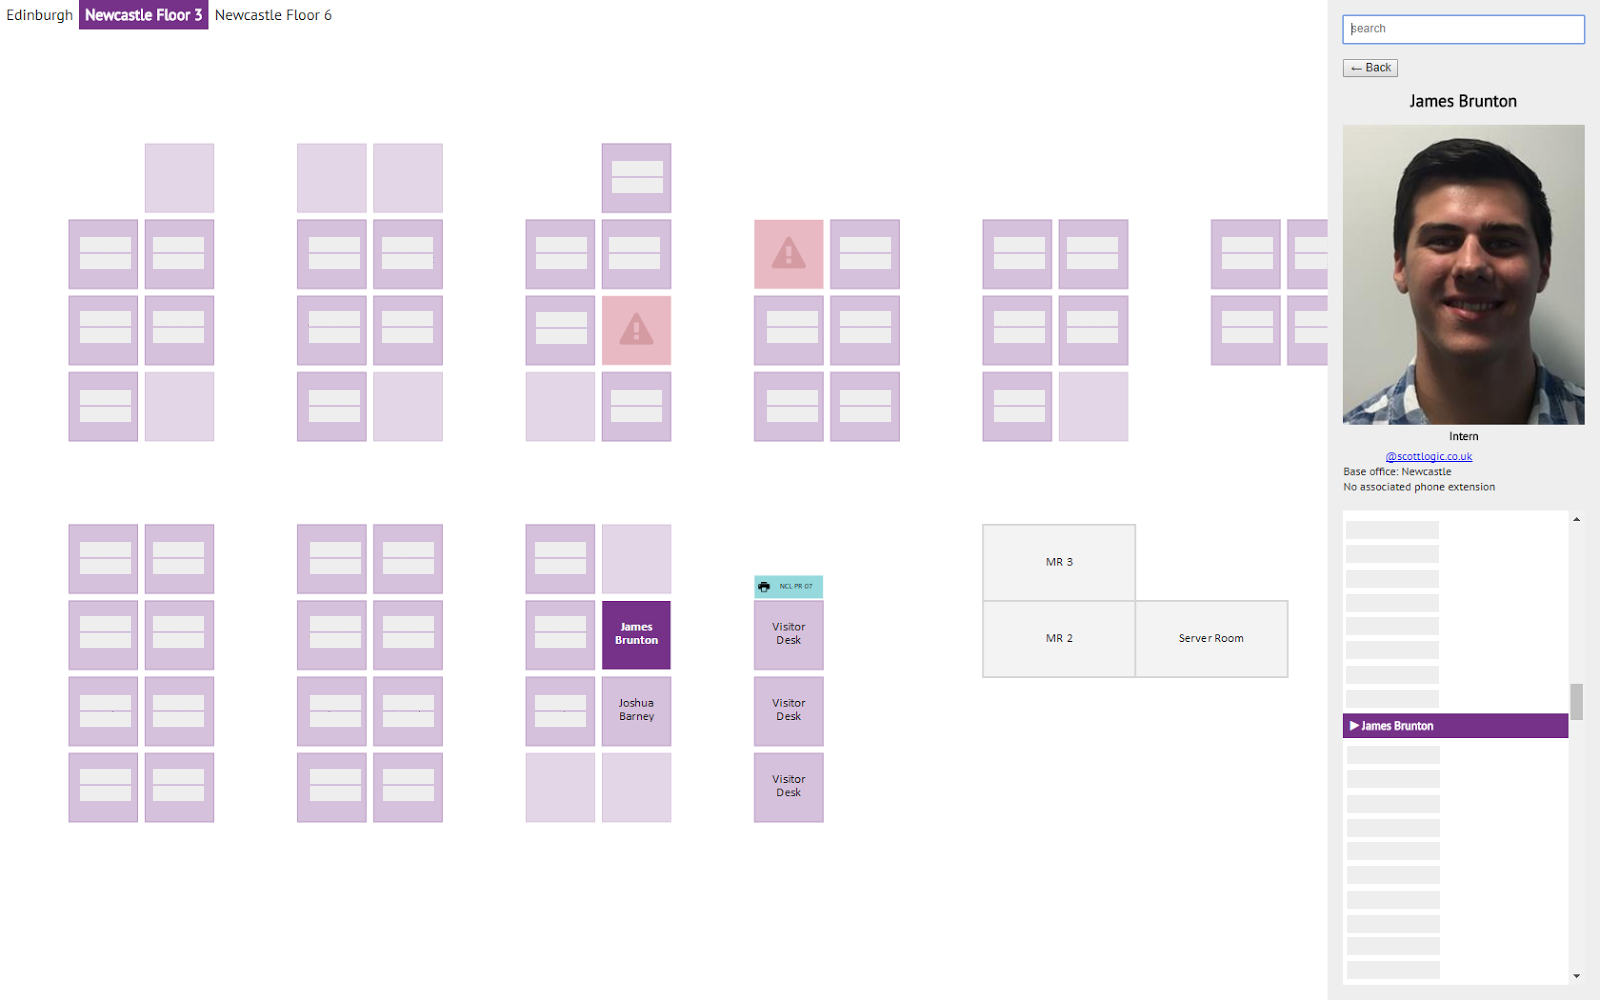 Edinburgh Newcastle Floor 3 Newcastle Floor 6
search
← Back
James Brunton
Intern
@scottlogic.co.uk
Base office: Newcastle
No associated phone extension
James Brunton
James
Brunton
Joshua
Barney
NCL-PR-07
Visitor
Desk
Visitor
Desk
Visitor
Desk
MR 3
MR 2
Server Room